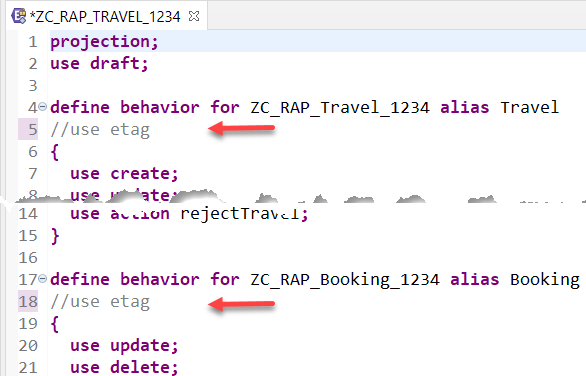 *ZC_RAP_TRAVEL_1234
1 projection;
2 use draft;
3
4 define behavior for ZC_RAP_Travel_1234 alias Travel
5 //use etag
6 {
7 use create;
8 use update;
14 use action rejectTravel;
15 }
16
17 define behavior for ZC_RAP_Booking_1234 alias Booking
18 //use etag
19 {
20 use update;
21 use delete;